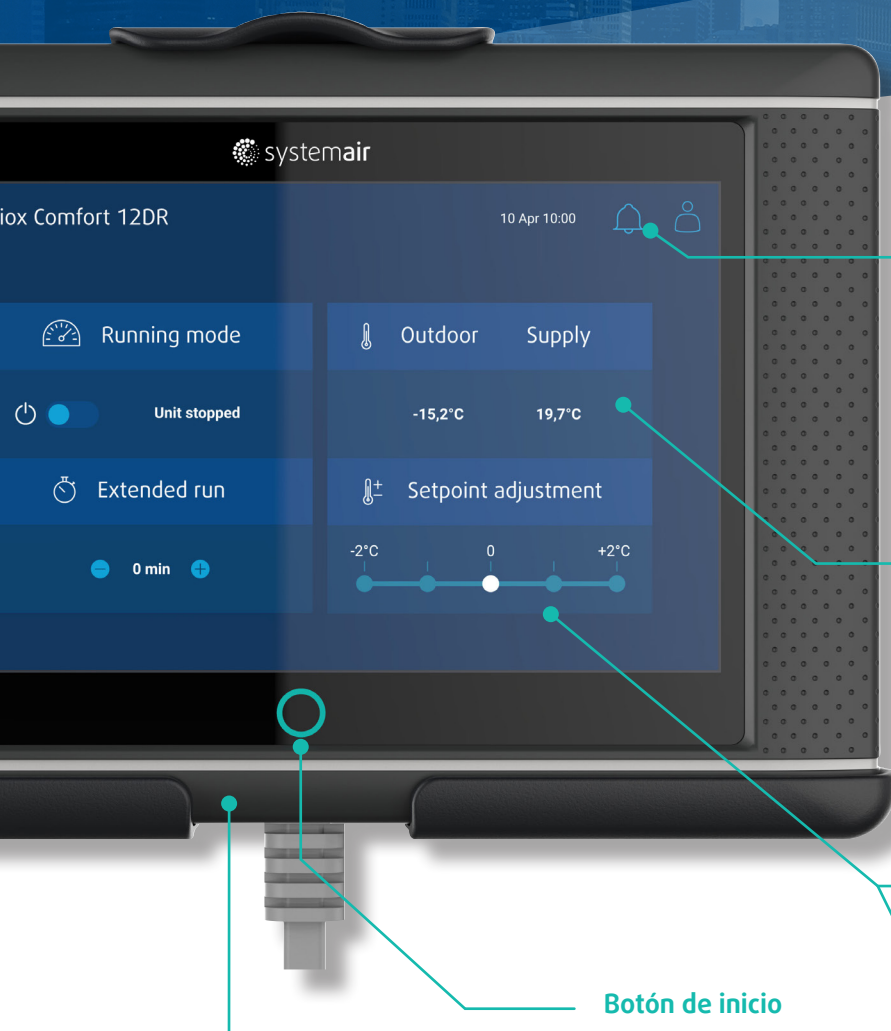 systemair
iox Comfort 12DR
10 Apr 10:00
Running mode
Outdoor Supply
Unit stopped
-15,2°C 19,7°C
Extended run
Setpoint adjustment
-2°C 0 +2°C
0 min
Botón de inicio